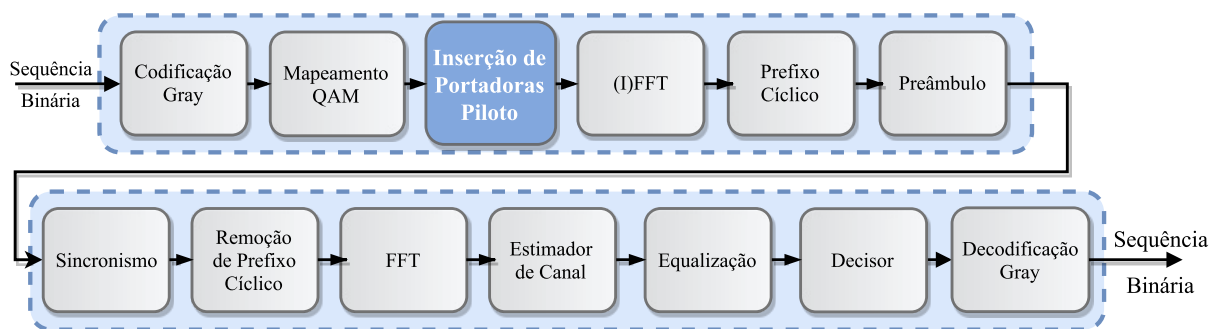 Sequência
Binária
Codificação
Gray
Mapeamento
QAM
Inserção de
Portadoras
Piloto
(I)FFT
Prefixo
Cíclico
Preâmbulo
Sincronismo
Remoção
de Prefixo
Cíclico
FFT
Estimador
de Canal
Equalização
Decisor
Decodificação
Gray
Sequência
Binária